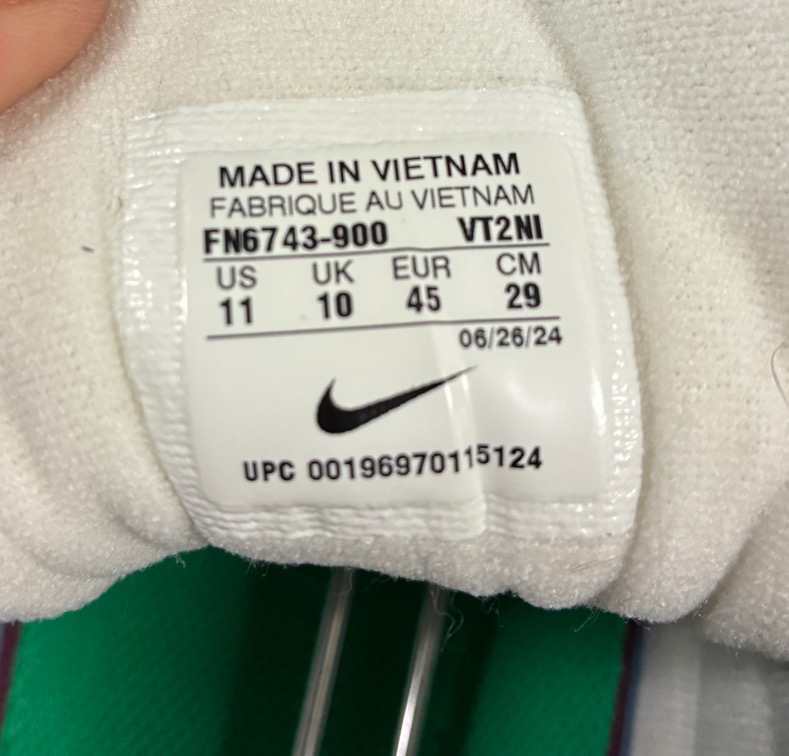 MADE IN VIETNAM
FABRIQUE AU VIETNAM
FN6743-900 VT2NI
US UK EUR CM
11 10 45 29
06/26/24
UPC 00196970115124